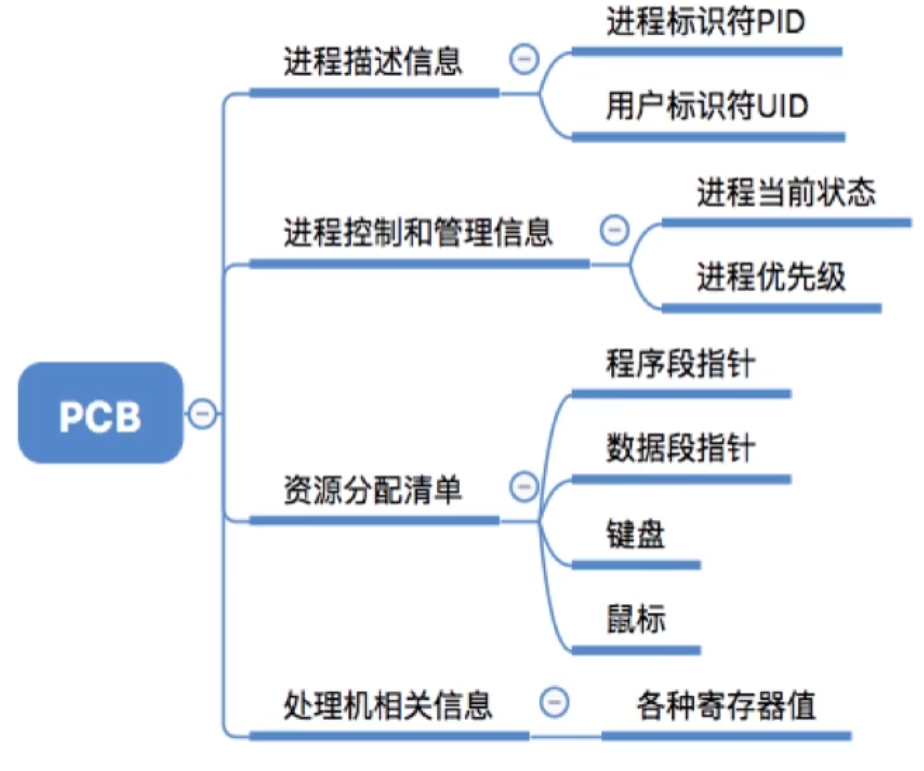 PCB
进程描述信息
进程标识符PID
用户标识符UID
进程控制和管理信息
进程当前状态
进程优先级
资源分配清单
程序段指针
数据段指针
键盘
鼠标
处理机相关信息
各种寄存器值